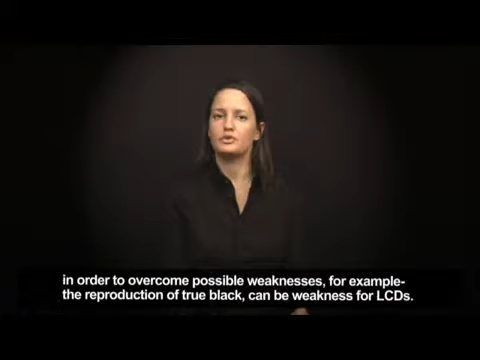 in order to overcome possible weaknesses, for example-
the reproduction of true black, can be weakness for LCDs.